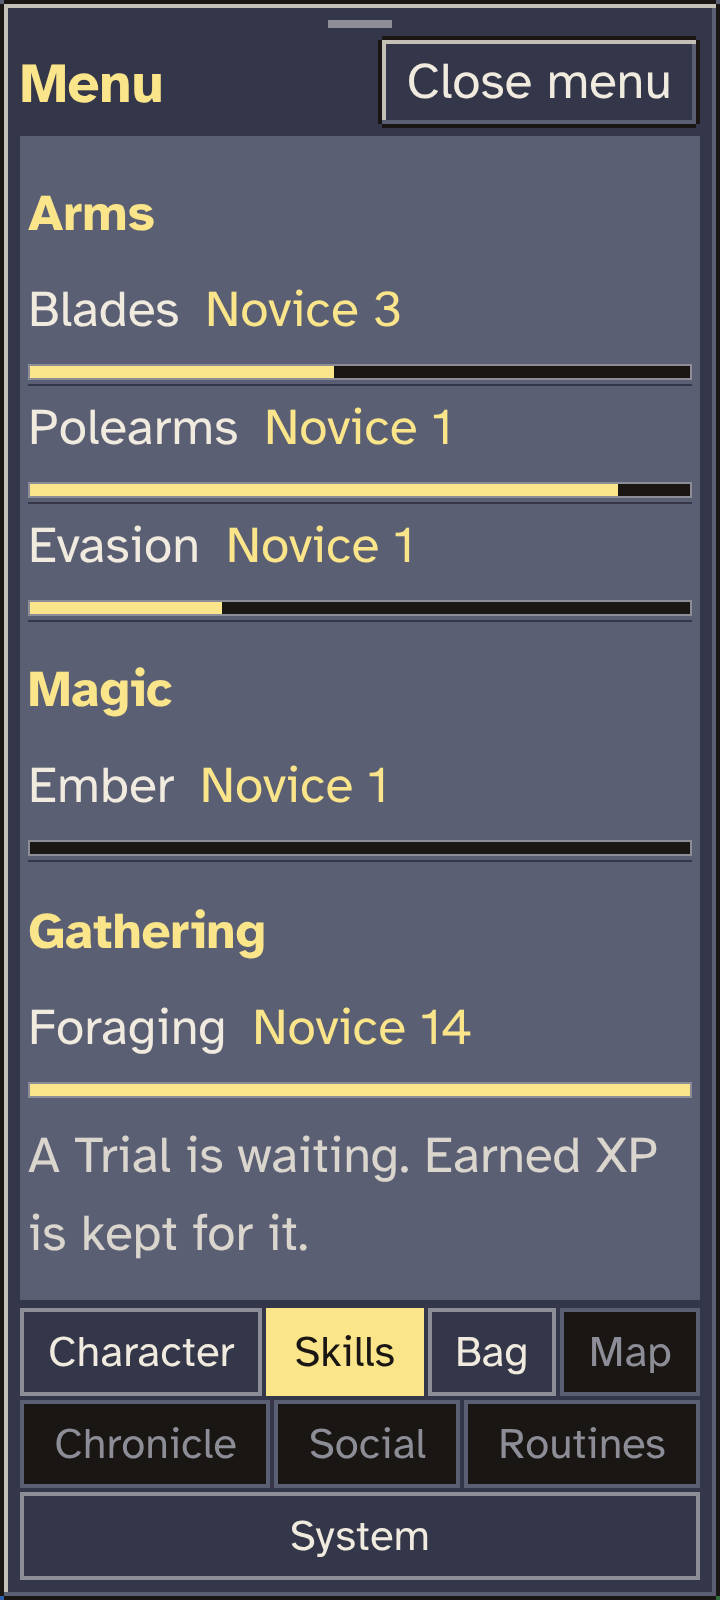 Menu
Close menu
Arms
Blades Novice 3
Polearms Novice 1
Evasion Novice 1
Magic
Ember Novice 1
Gathering
Foraging Novice 14
A Trial is waiting. Earned XP
is kept for it.
Character Skills Bag Map
Chronicle Social Routines
System